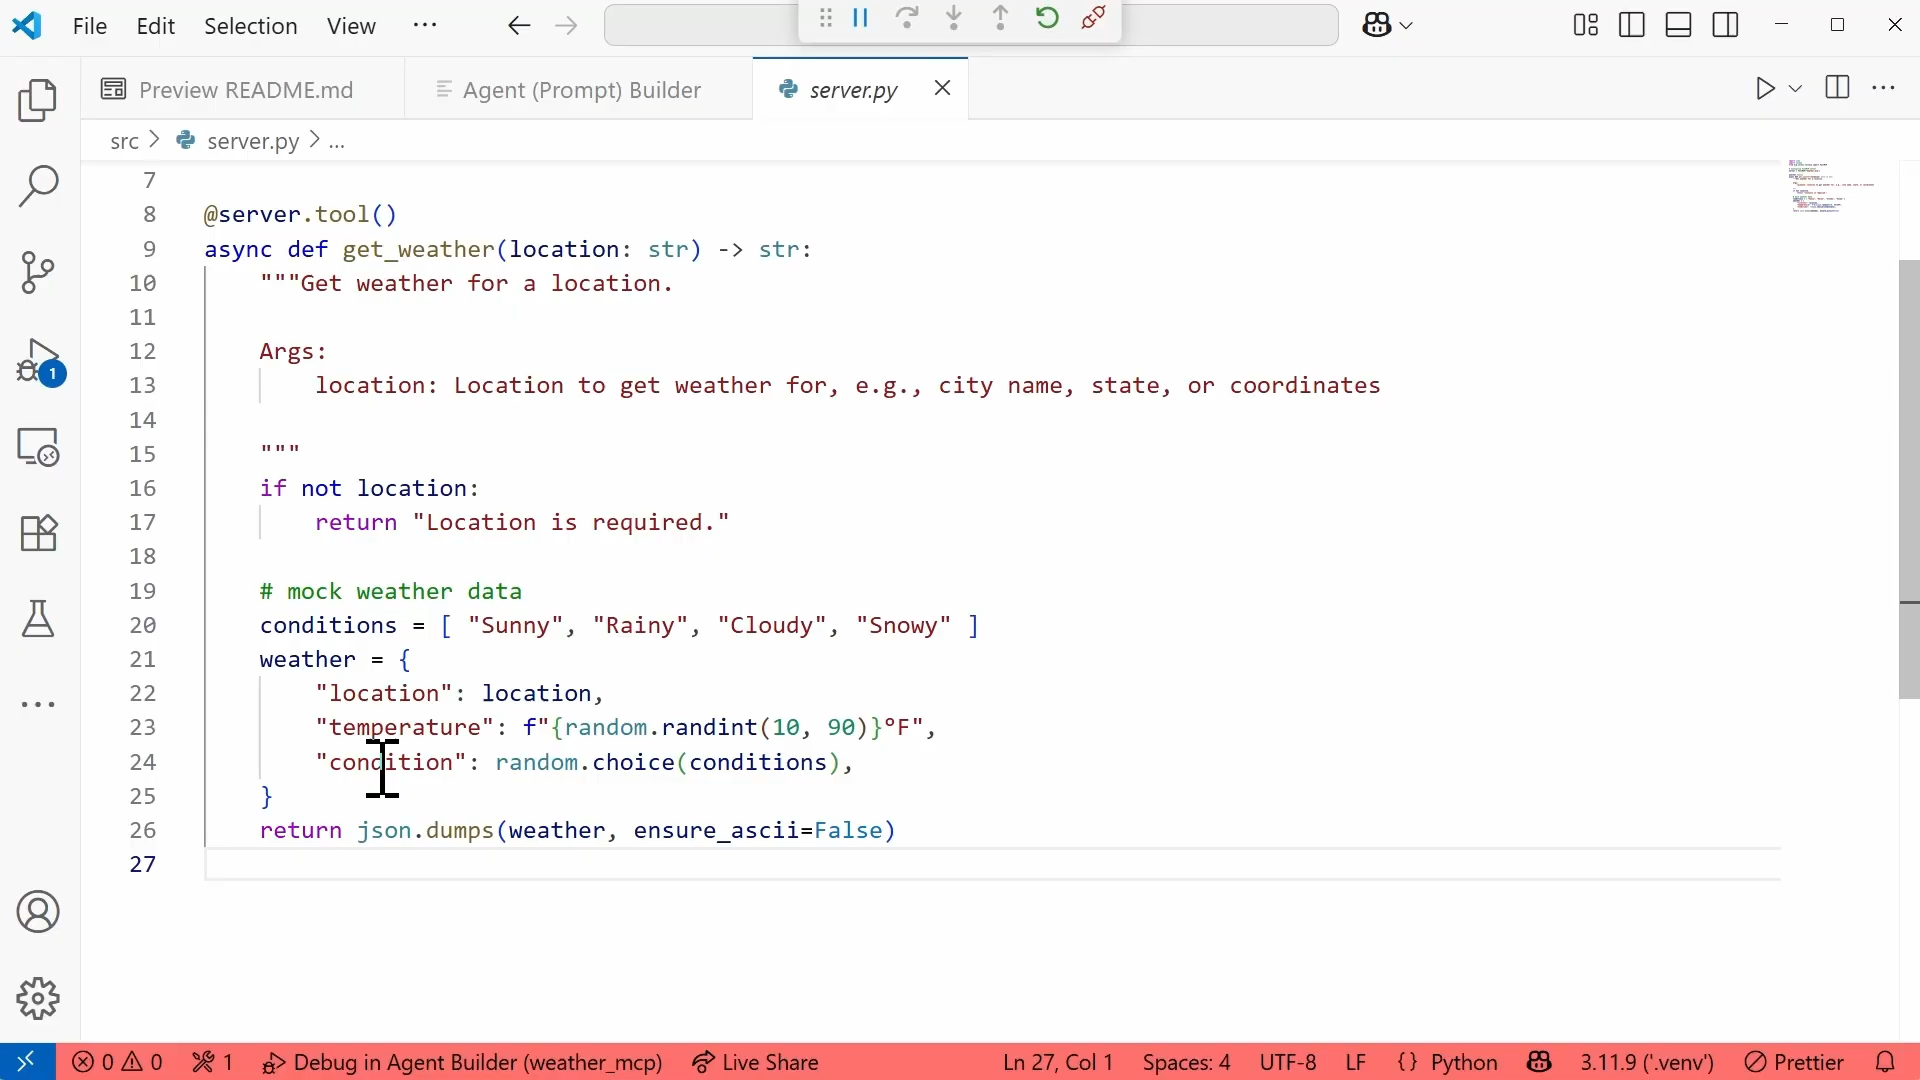 File Edit Selection View ...
Preview README.md Agent (Prompt) Builder server.py
src > server.py > ...
7
8 @server.tool()
9 async def get_weather(location: str) -> str:
10 """Get weather for a location.
11
12 Args:
13 location: Location to get weather for, e.g., city name, state, or coordinates
14
15 """
16 if not location:
17 return "Location is required."
18
19 # mock weather data
20 conditions = [ "Sunny", "Rainy", "Cloudy", "Snowy" ]
21 weather = {
22 "location": location,
23 "temperature": f"{random.randint(10, 90)}°F",
24 "condition": random.choice(conditions),
25 }
26 return json.dumps(weather, ensure_ascii=False)
27
1
0 0 1 Debug in Agent Builder (weather_mcp) Live Share Ln 27, Col 1 Spaces: 4 UTF-8 LF {} Python 3.11.9 ('.venv') Prettier